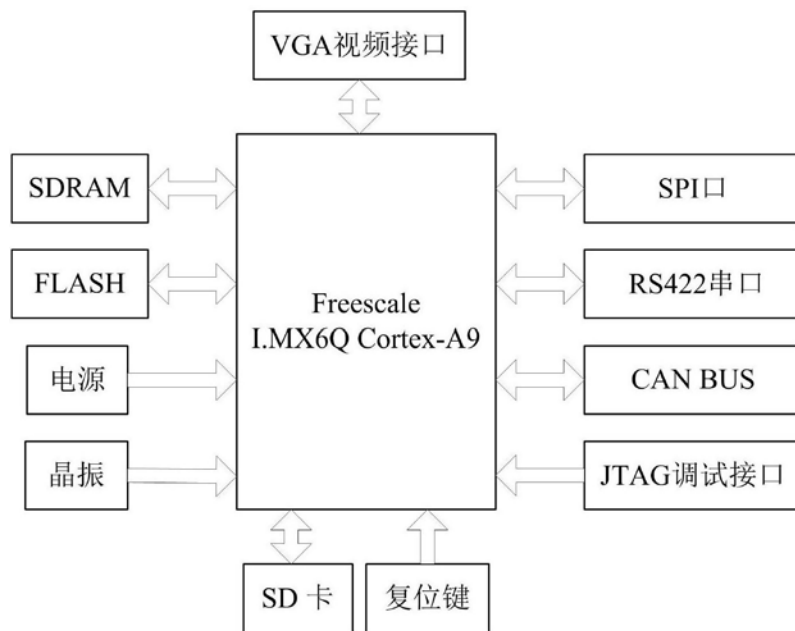 VGA视频接口
SDRAM
SPI口
FLASH
RS422串口
Freescale
I.MX6Q Cortex-A9
电源
CAN BUS
晶振
JTAG调试接口
SD 卡
复位键